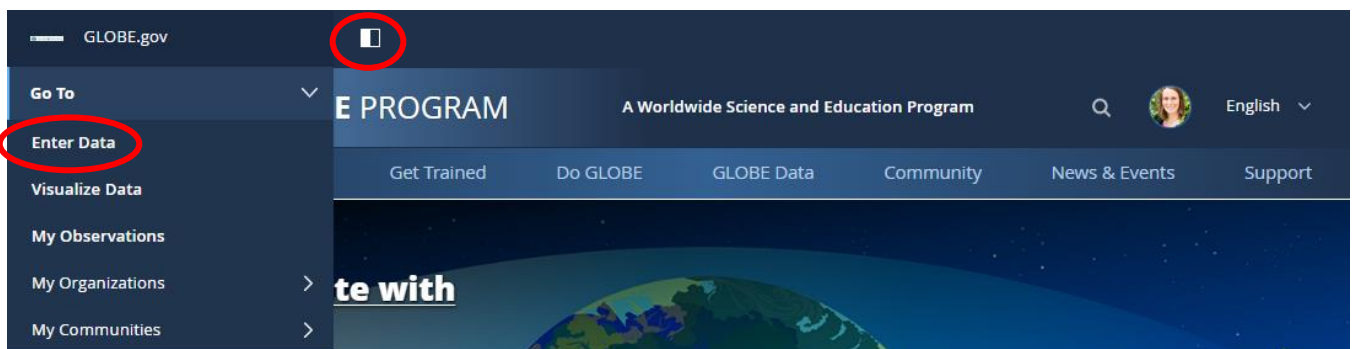 GLOBE.gov
Go To
Enter Data
Visualize Data
My Observations
My Organizations
My Communities
E PROGRAM
A Worldwide Science and Education Program
English
Get Trained
Do GLOBE
GLOBE Data
Community
News & Events
Support
te with